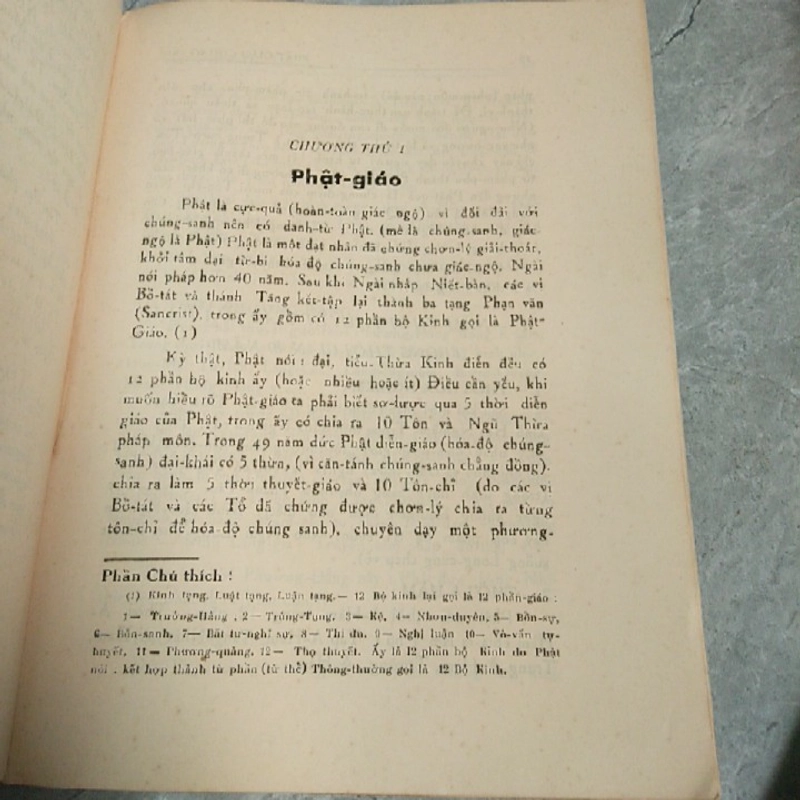 CHƯƠNG THỨ I
Phật-giáo
Phật là cực-quả (hoàn-toàn giác ngộ) vì đối đãi với
chúng-sanh nên có danh-từ Phật. (mê là chúng-sanh, giác-
ngộ là Phật) Phật là một đạt nhân đã chứng chơn-lý giải-thoát,
khởi tâm đại từ-bi hóa độ chúng-sanh chưa giác-ngộ. Ngài
nói pháp hơn 40 năm. Sau khi Ngài nhập Niết-bàn, các vị
Bồ-tát và thánh Tăng kết-tập lại thành ba tạng Phạn văn
(Sancrist). trong ấy gồm có 12 phần bộ Kinh gọi là Phật-
Giáo. (1)
Kỳ thật, Phật nói : đại, tiểu-Thừa Kinh điển đều có
12 phần bộ kinh ấy (hoặc nhiều hoặc ít) Điều cần yếu, khi
muốn hiểu rõ Phật-giáo ta phải biết sơ-lược qua 5 thời diễn
giáo của Phật, trong ấy có chia ra 10 Tôn và Ngũ Thừa
pháp môn. Trong 49 năm đức Phật diễn-giáo (hóa-độ chúng-
sanh) đại-khái có 5 thừa, (vì căn-tánh chúng-sanh chẳng đồng).
chia ra làm 5 thời thuyết-giáo và 10 Tôn-chỉ (do các vị
Bồ-tát và các Tổ đã chứng được chơn-lý chia ra từng
tôn-chỉ để hóa-độ chúng sanh), chuyên dạy một phương-
Phần Chú thích :
(1) Kinh tạng, Luật tạng, Luận tạng.— 12 Bộ kinh lại gọi là 12 phần-giáo :
1— Trường-Hàng , 2— Trùng-Tụng, 3— Kệ, 4— Nhơn-duyên, 5— Bổn-sự,
6— Bổn-sanh, 7— Bất tư-nghì sự, 8— Thí dụ, 9— Nghị luận 10— Vô-vấn tự-
thuyết, 11— Phương-quảng, 12— Thọ thuyết. Ấy là 12 phần bộ Kinh do Phật
nói . kết hợp thành tứ phần (tứ thể) Thông-thường gọi là 12 Bộ Kinh.